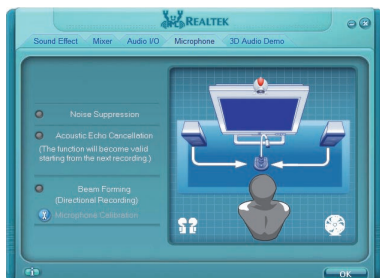 REALTEK
Sound Effect Mixer Audio I/O Microphone 3D Audio Demo
Noise Suppression
Acoustic Echo Cancellation
(The function will become valid
starting from the next recording.)
Beam Forming
(Directional Recording)
Microphone Calibration
OK